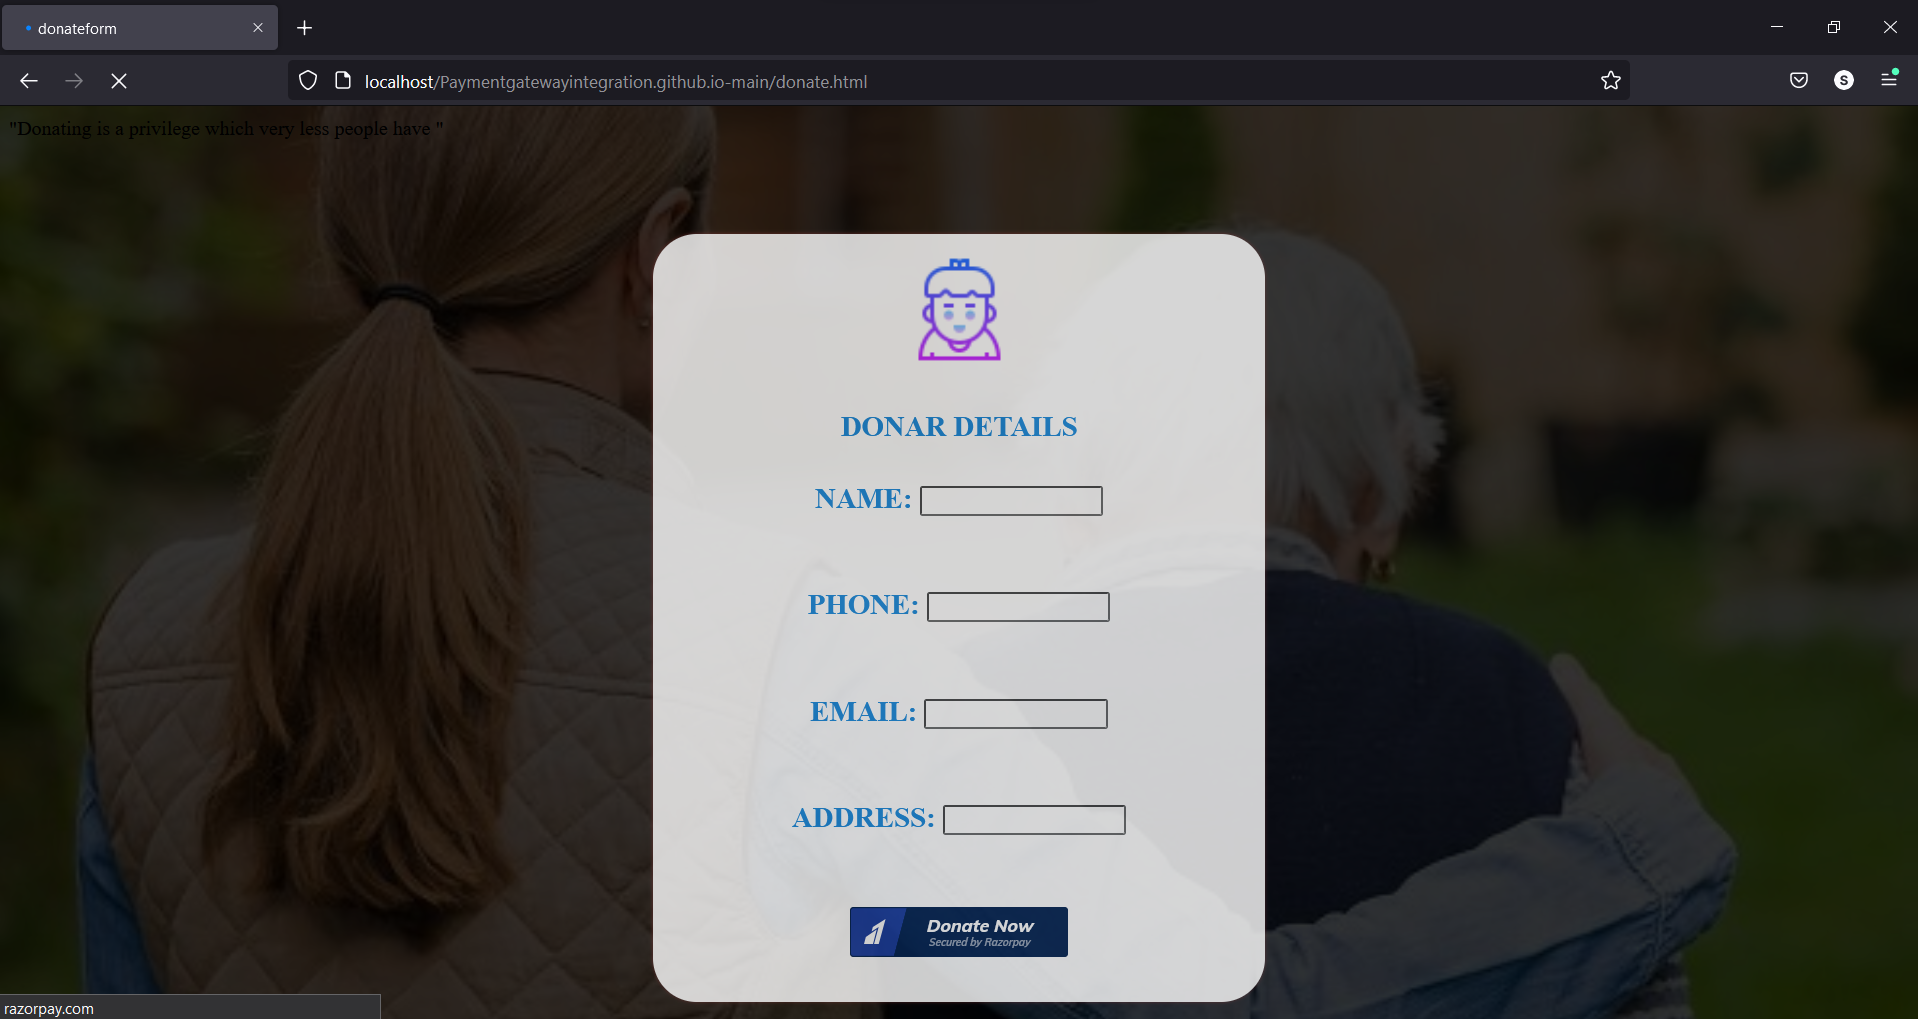 donateform
localhost/Paymentgatewayintegration.github.io-main/donate.html
S
"Donating is a privilege which very less people have "
DONAR DETAILS
NAME:
PHONE:
EMAIL:
ADDRESS:
Donate Now
Secured by Razorpay
razorpay.com